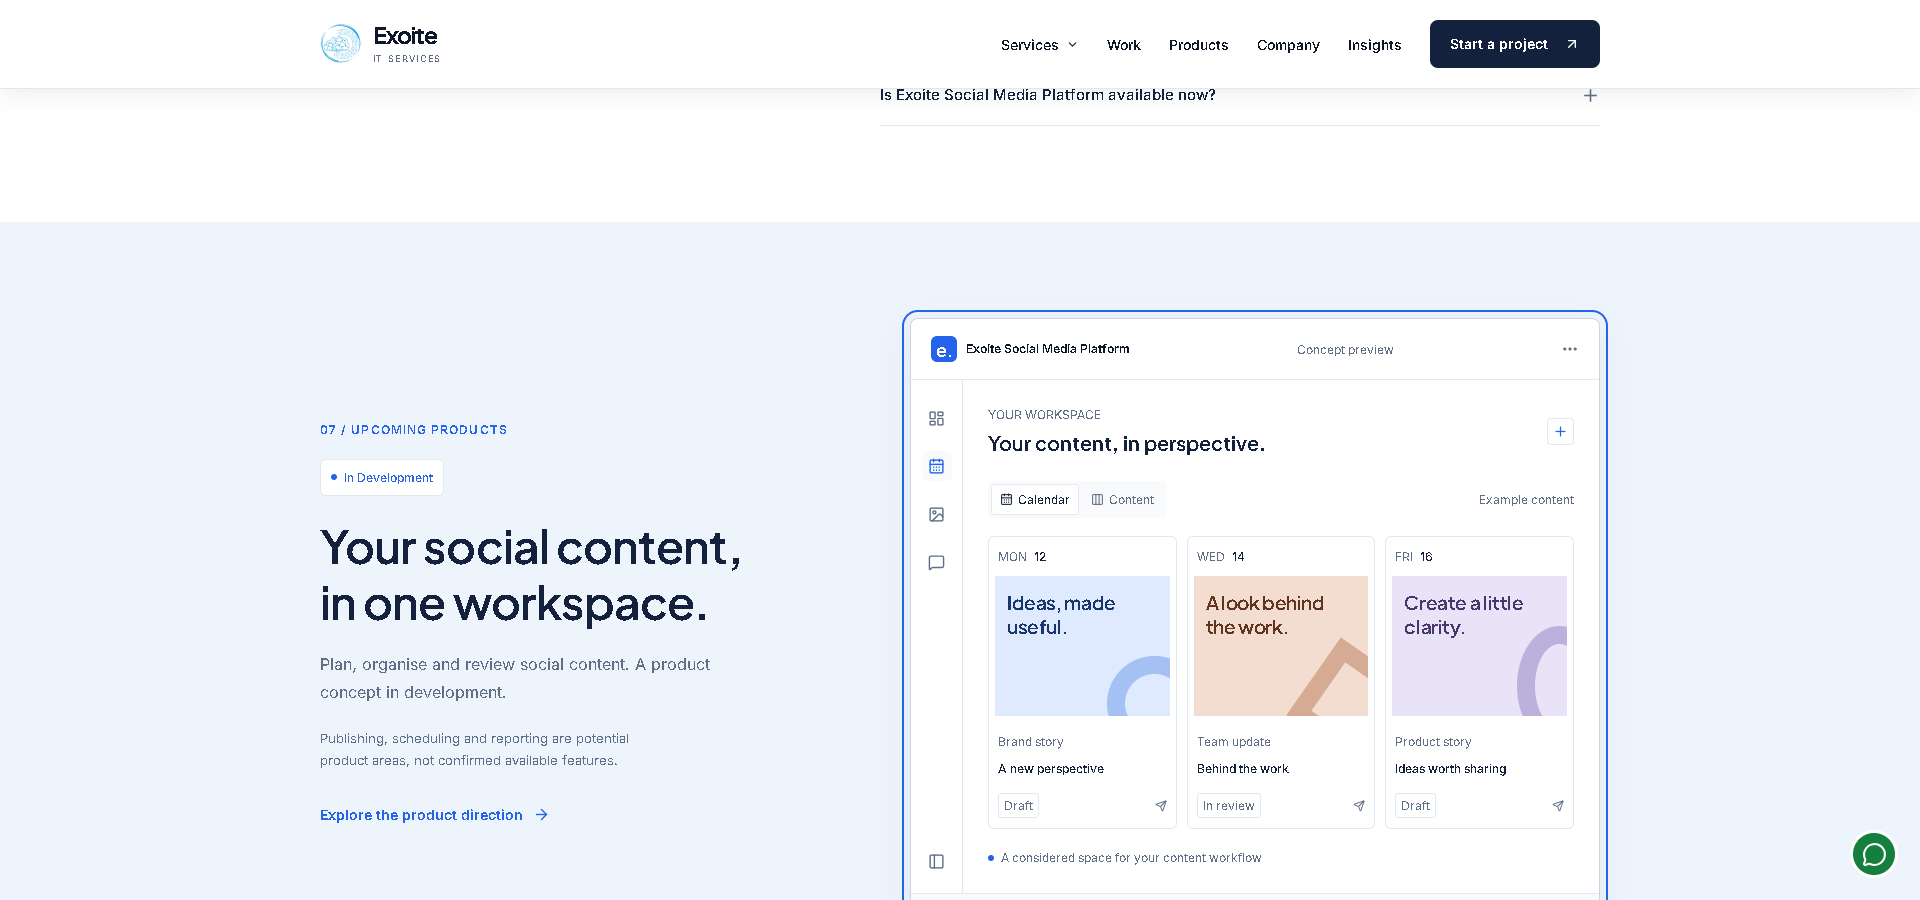 Exoite
IT SERVICES
Services
Work
Products
Company
Insights
Start a project
Is Exoite Social Media Platform available now?
07 / UPCOMING PRODUCTS
In Development
Your social content,
in one workspace.
Plan, organise and review social content. A product
concept in development.
Publishing, scheduling and reporting are potential
product areas, not confirmed available features.
Explore the product direction
e.
Exoite Social Media Platform
Concept preview
YOUR WORKSPACE
Your content, in perspective.
Calendar
Content
Example content
MON 12
Ideas, made
useful.
Brand story
A new perspective
Draft
WED 14
A look behind
the work.
Team update
Behind the work
In review
FRI 16
Create a little
clarity.
Product story
Ideas worth sharing
Draft
A considered space for your content workflow